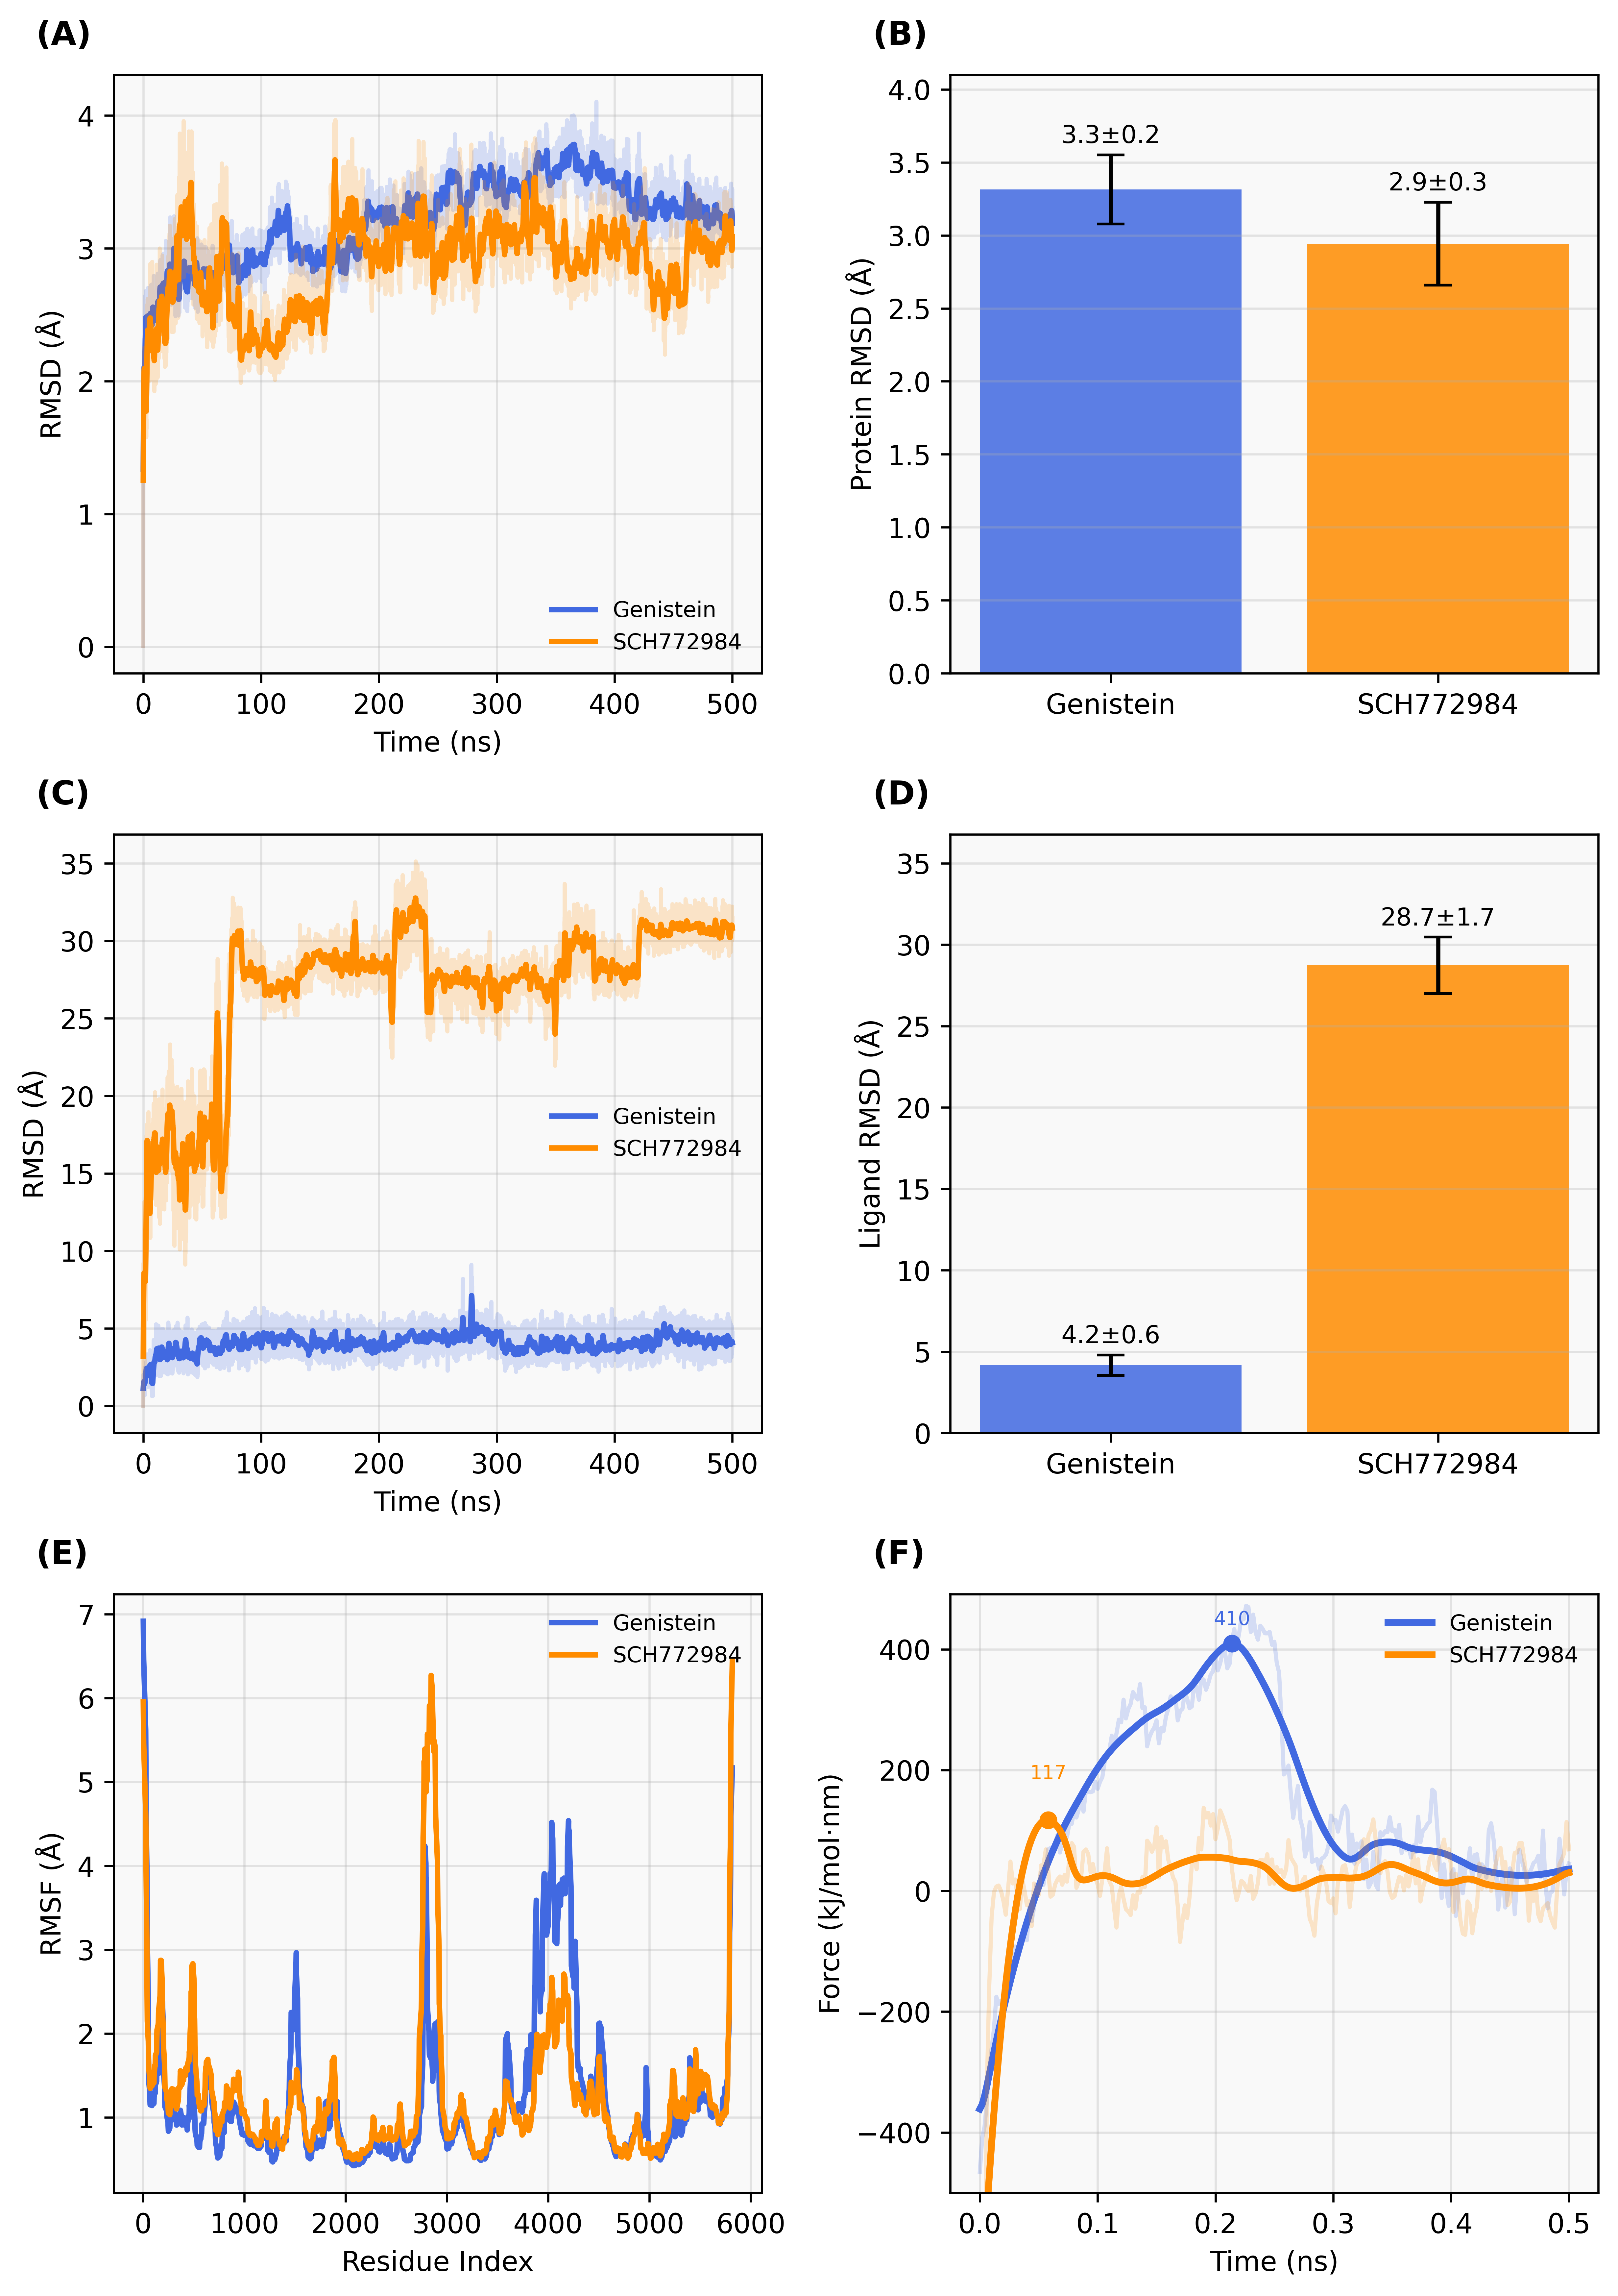 (A)
RMSD (Å)
4
3
2
1
0
Genistein
SCH772984
0 100 200 300 400 500
Time (ns)
(B)
Protein RMSD (Å)
4.0
3.5
3.0
2.5
2.0
1.5
1.0
0.5
0.0
3.3±0.2
2.9±0.3
Genistein SCH772984
(C)
RMSD (Å)
35
30
25
20
15
10
5
0
Genistein
SCH772984
0 100 200 300 400 500
Time (ns)
(D)
Ligand RMSD (Å)
35
30
25
20
15
10
5
0
28.7±1.7
4.2±0.6
Genistein SCH772984
(E)
RMSF (Å)
7
6
5
4
3
2
1
Genistein
SCH772984
0 1000 2000 3000 4000 5000 6000
Residue Index
(F)
Force (kJ/mol·nm)
400
200
0
−200
−400
410
117
Genistein
SCH772984
0.0 0.1 0.2 0.3 0.4 0.5
Time (ns)